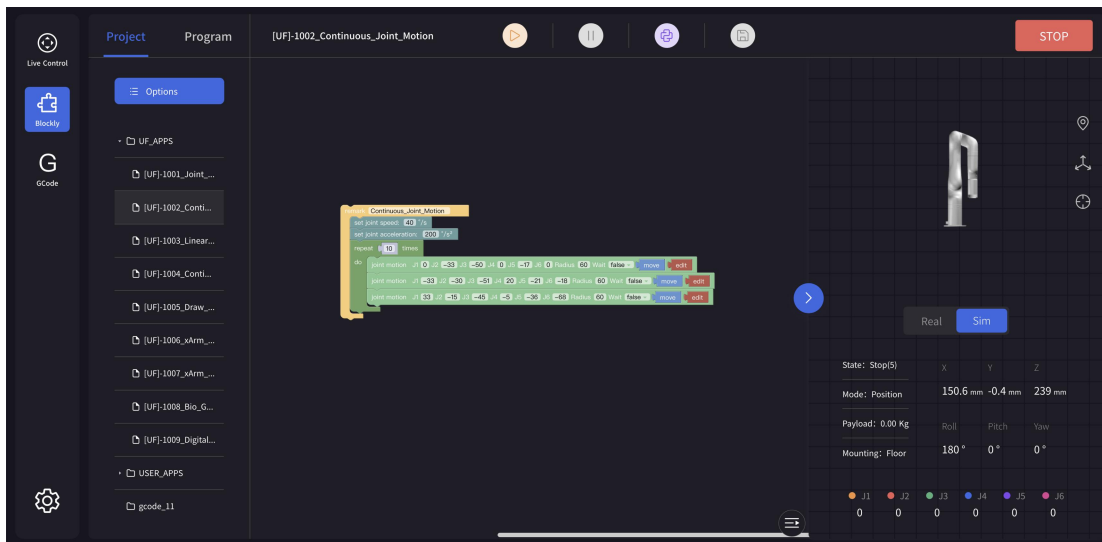 Project Program [UF]-1002_Continuous_Joint_Motion STOP
Live Control
Options
Blockly
UF_APPS
G
GCode
[UF]-1001_Joint_...
[UF]-1002_Conti...
[UF]-1003_Linear...
[UF]-1004_Conti...
[UF]-1005_Draw_...
[UF]-1006_xArm_...
[UF]-1007_xArm_...
[UF]-1008_Bio_G...
[UF]-1009_Digital...
USER_APPS
gcode_11
Continuous_Joint_Motion
set joint speed: 40 °/s
set joint acceleration: 200 °/s²
repeat 10 times
do joint motion J1 0 J2 -33 J3 -50 J4 0 J5 -17 J6 0 Radius 60 Wait false move edit
joint motion J1 -33 J2 -30 J3 -51 J4 20 J5 -21 J6 -18 Radius 60 Wait false move edit
joint motion J1 33 J2 -15 J3 -45 J4 -5 J5 -36 J6 -68 Radius 60 Wait false move edit
Real Sim
State: Stop(5) X Y Z
Mode: Position 150.6 mm -0.4 mm 239 mm
Payload: 0.00 Kg Roll Pitch Yaw
Mounting: Floor 180 ° 0 ° 0 °
J1 J2 J3 J4 J5 J6
0 0 0 0 0 0